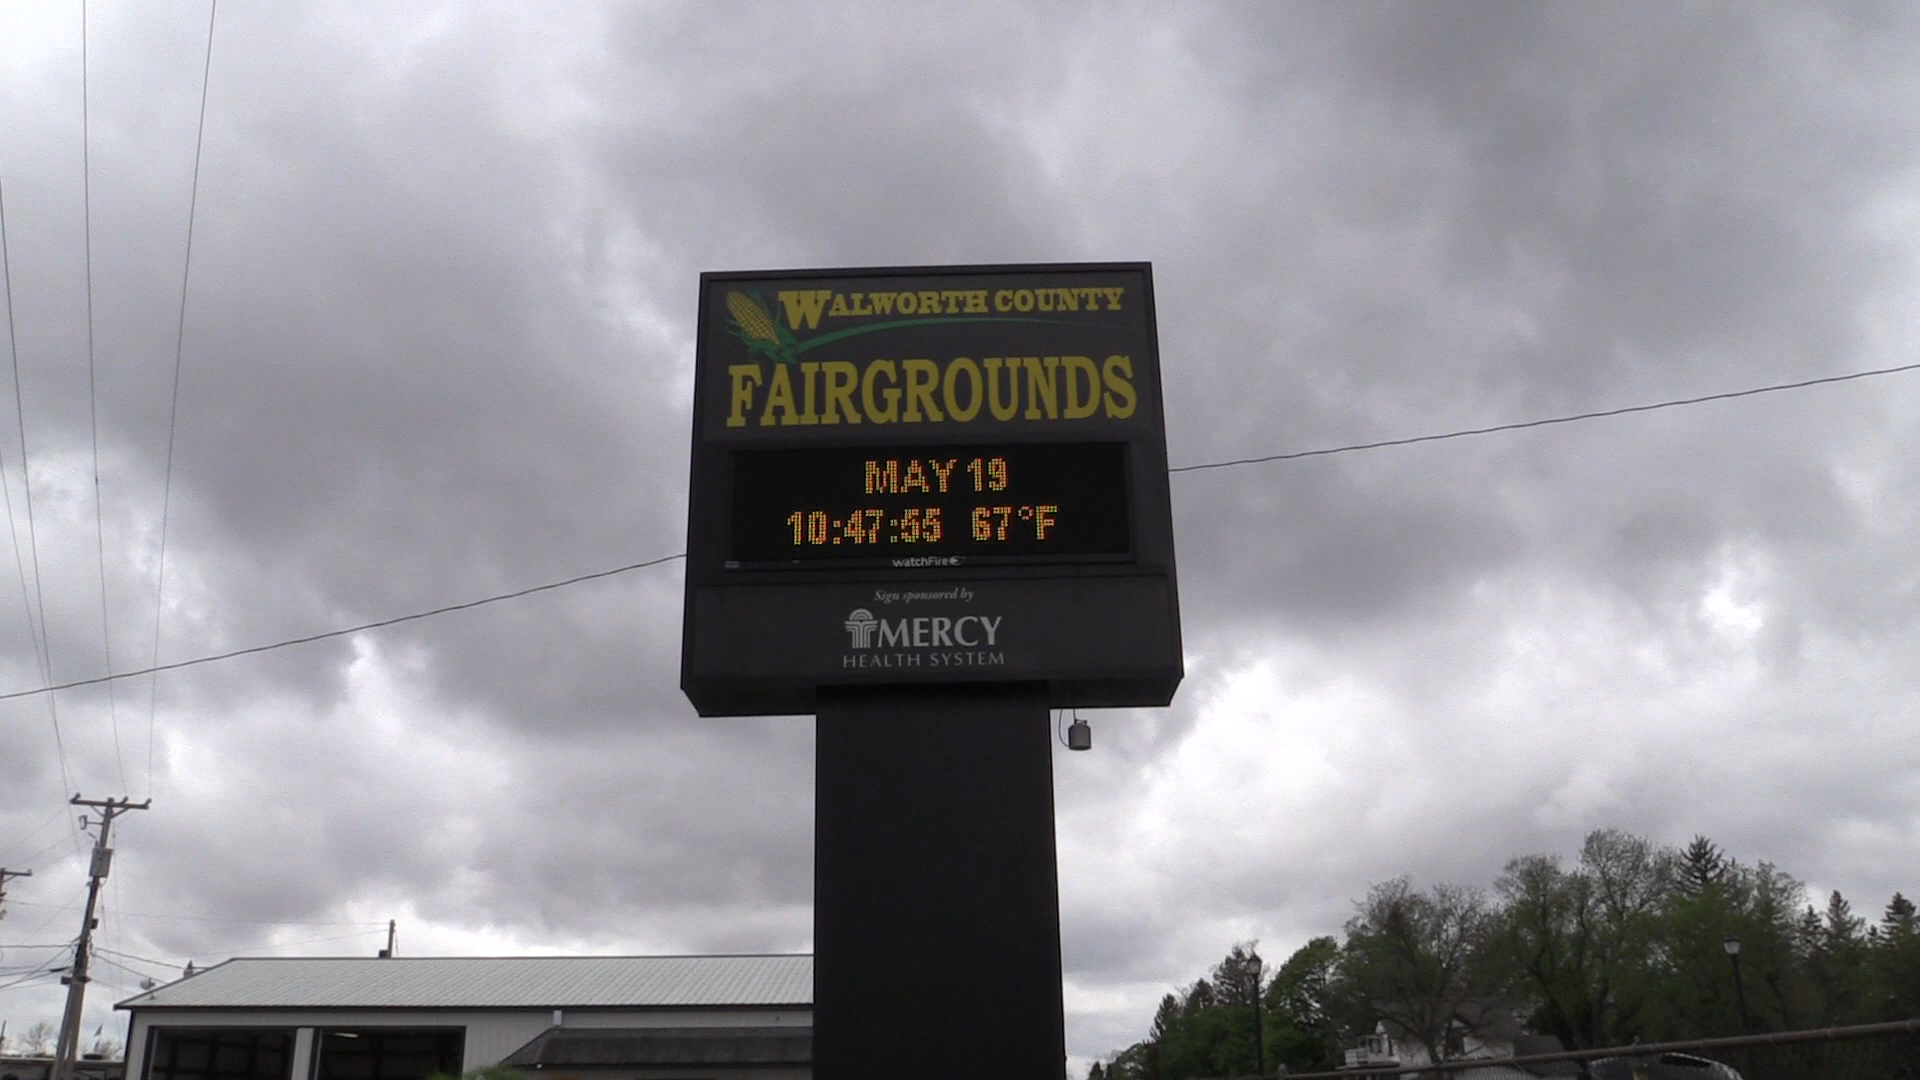 WALWORTH COUNTY
FAIRGROUNDS
MAY 19
10:47:55 67°F
watchFire
Sign sponsored by
MERCY
HEALTH SYSTEM